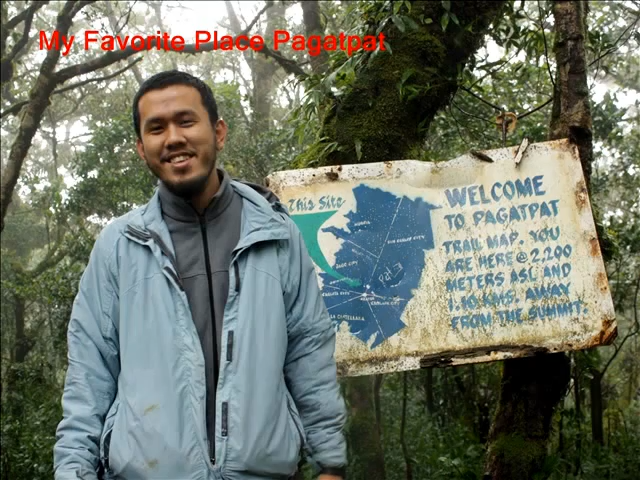 My Favorite Place Pagatpat
This Site
WELCOME
TO PAGATPAT
TRAIL MAP. YOU
ARE HERE @ 2,200
METERS ASL AND
1.10 KMS. AWAY
FROM THE SUMMIT.